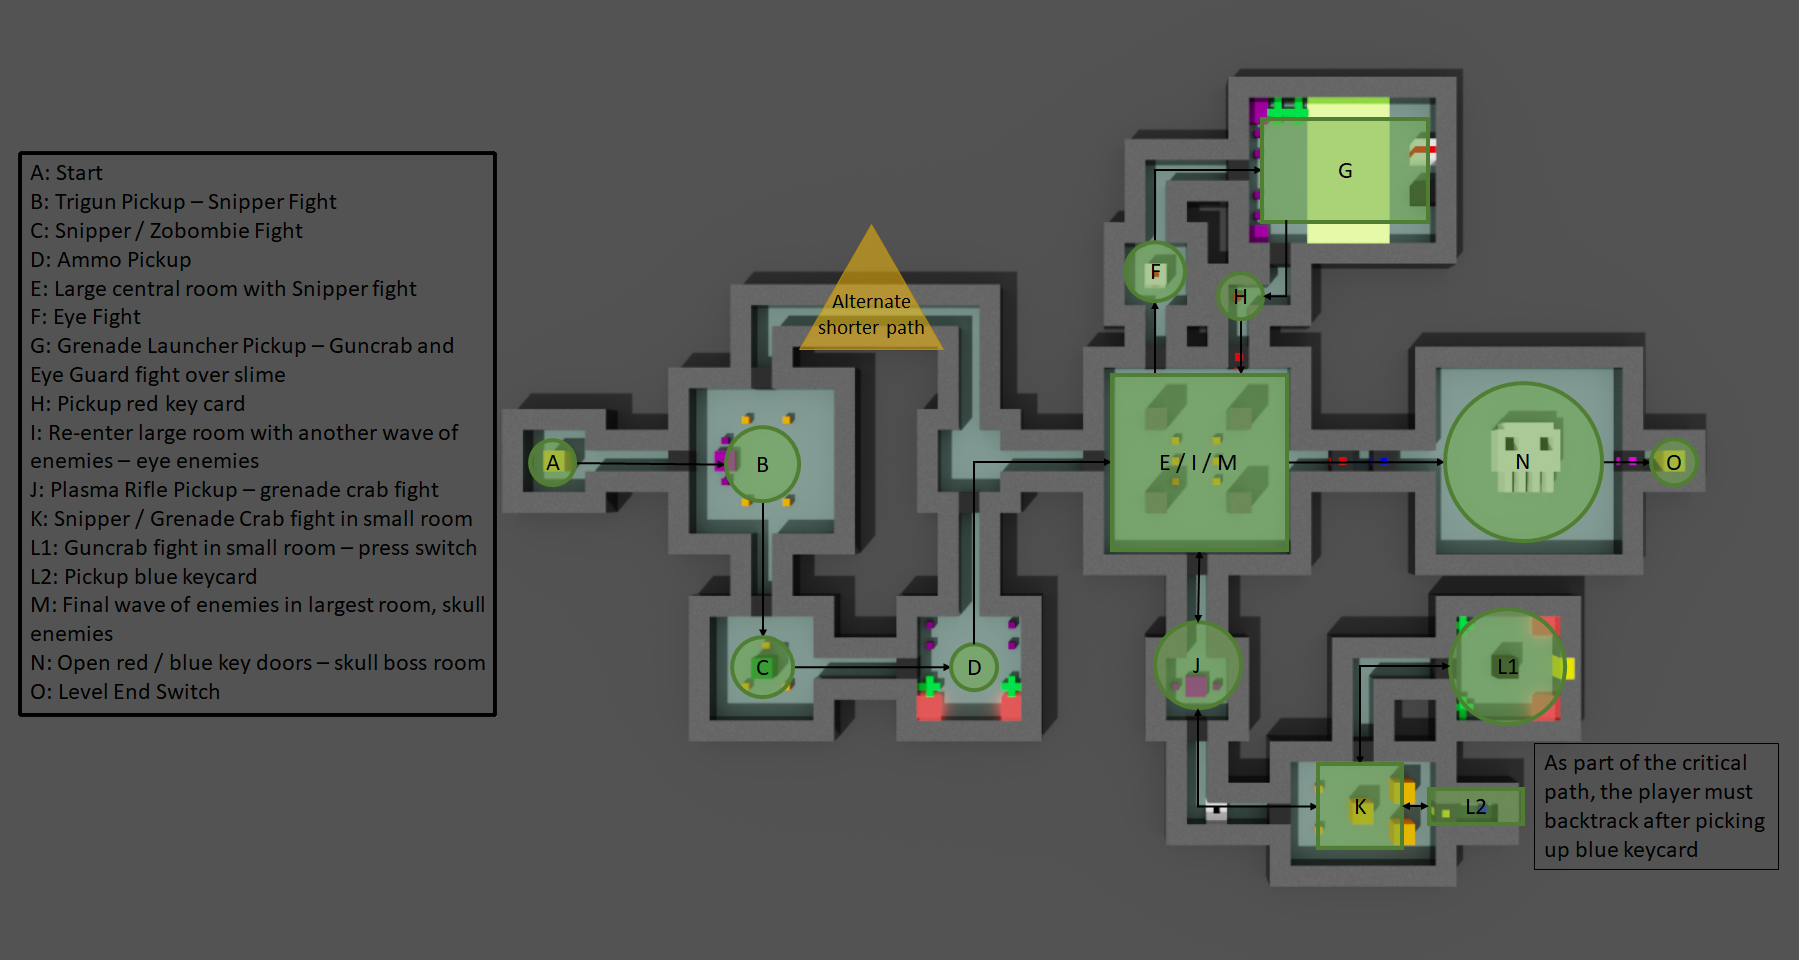 A: Start
B: Trigun Pickup – Snipper Fight
C: Snipper / Zobombie Fight
D: Ammo Pickup
E: Large central room with Snipper fight
F: Eye Fight
G: Grenade Launcher Pickup – Guncrab and
Eye Guard fight over slime
H: Pickup red key card
I: Re-enter large room with another wave of
enemies – eye enemies
J: Plasma Rifle Pickup – grenade crab fight
K: Snipper / Grenade Crab fight in small room
L1: Guncrab fight in small room – press switch
L2: Pickup blue keycard
M: Final wave of enemies in largest room, skull
enemies
N: Open red / blue key doors – skull boss room
O: Level End Switch
Alternate
shorter path
A
B
C
D
E / I / M
F
G
H
J
K
L1
L2
N
O
As part of the critical
path, the player must
backtrack after picking
up blue keycard